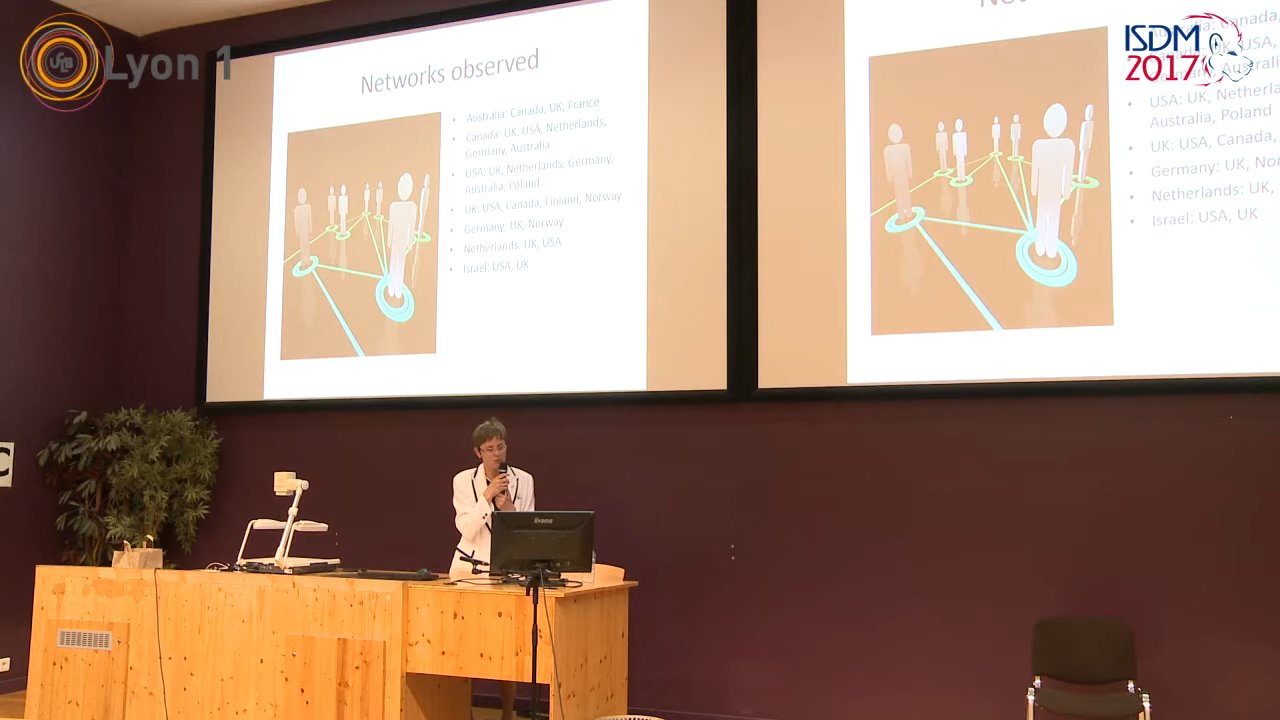 UCBL
Lyon 1
ISDM
2017
Networks observed
• Australia: Canada, UK, France
• Canada: UK, USA, Netherlands,
Germany, Australia
• USA: UK, Netherlands, Germany,
Australia, Poland
• UK: USA, Canada, Finland, Norway
• Germany: UK, Norway
• Netherlands: UK, USA
• Israel: USA, UK
• USA: UK, Netherla
Australia, Poland
• UK: USA, Canada,
• Germany: UK, Nor
• Netherlands: UK,
• Israel: USA, UK
iiyama
C